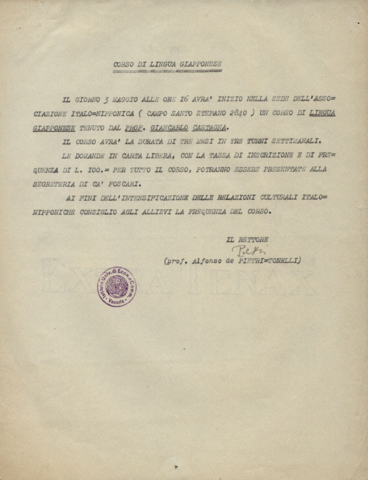 CORSO DI LINGUA GIAPPONESE
IL GIORNO 3 MAGGIO ALLE ORE 16 AVRA' INIZIO NELLA SEDE DELL'ASSO=
CIAZIONE ITALO=NIPPONICA ( CAMPO SANTO STEFANO 2840 ) UN CORSO DI LINGUA
GIAPPONESE TENUTO DAL PROF. GIANCARLO CASTAGNA.
IL CORSO AVRA' LA DURATA DI TRE MESI IN TRE TURNI SETTIMANALI.
LE DOMANDE IN CARTA LIBERA, CON LA TASSA DI INSCRIZIONE E DI FRE=
QUENZA DI L. 100.= PER TUTTO IL CORSO, POTRANNO ESSERE PRESENTATE ALLA
SEGRETERIA DI CA' FOSCARI.
AI FINI DELL'INTENSIFICAZIONE DELLE RELAZIONI CULTURALI ITALO=
NIPPONICHE CONSIGLIO AGLI ALLIEVI LA FREQUENZA DEL CORSO.
IL RETTORE
(prof. Alfonso de PIETRI=TONELLI)